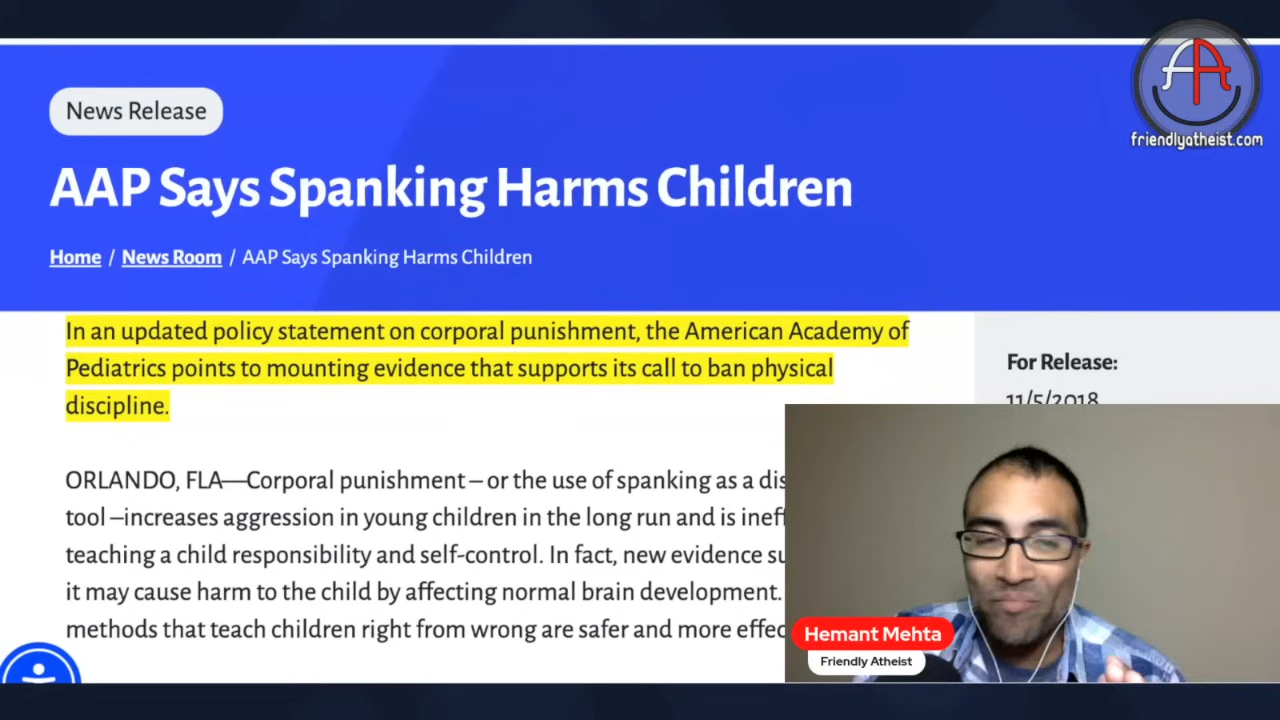 News Release
AAP Says Spanking Harms Children
Home / News Room / AAP Says Spanking Harms Children
In an updated policy statement on corporal punishment, the American Academy of
Pediatrics points to mounting evidence that supports its call to ban physical
discipline.
ORLANDO, FLA—Corporal punishment – or the use of spanking as a
tool –increases aggression in young children in the long run and is
teaching a child responsibility and self-control. In fact, new evidence
it may cause harm to the child by affecting normal brain development.
methods that teach children right from wrong are safer and more
For Release:
11/5/2018
friendlyatheist.com
Hemant Mehta
Friendly Atheist